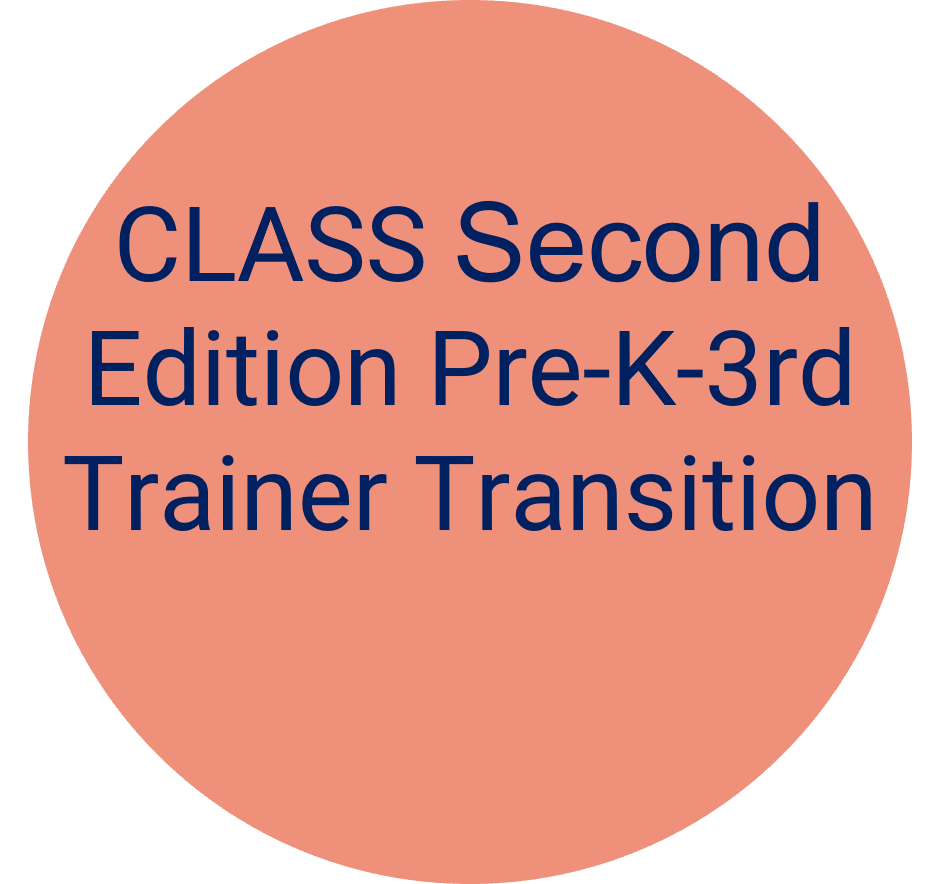 CLASS Second
Edition Pre-K-3rd
Trainer Transition